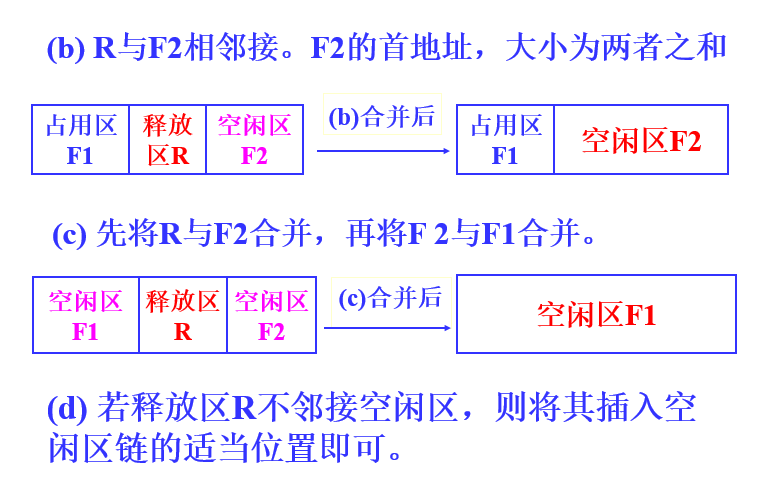 (b) R与F2相邻接。F2的首地址，大小为两者之和
占用区 F1
释放区R
空闲区 F2
(b)合并后
占用区 F1
空闲区F2
(c) 先将R与F2合并，再将F 2与F1合并。
空闲区 F1
释放区 R
空闲区 F2
(c)合并后
空闲区F1
(d) 若释放区R不邻接空闲区，则将其插入空
闲区链的适当位置即可。